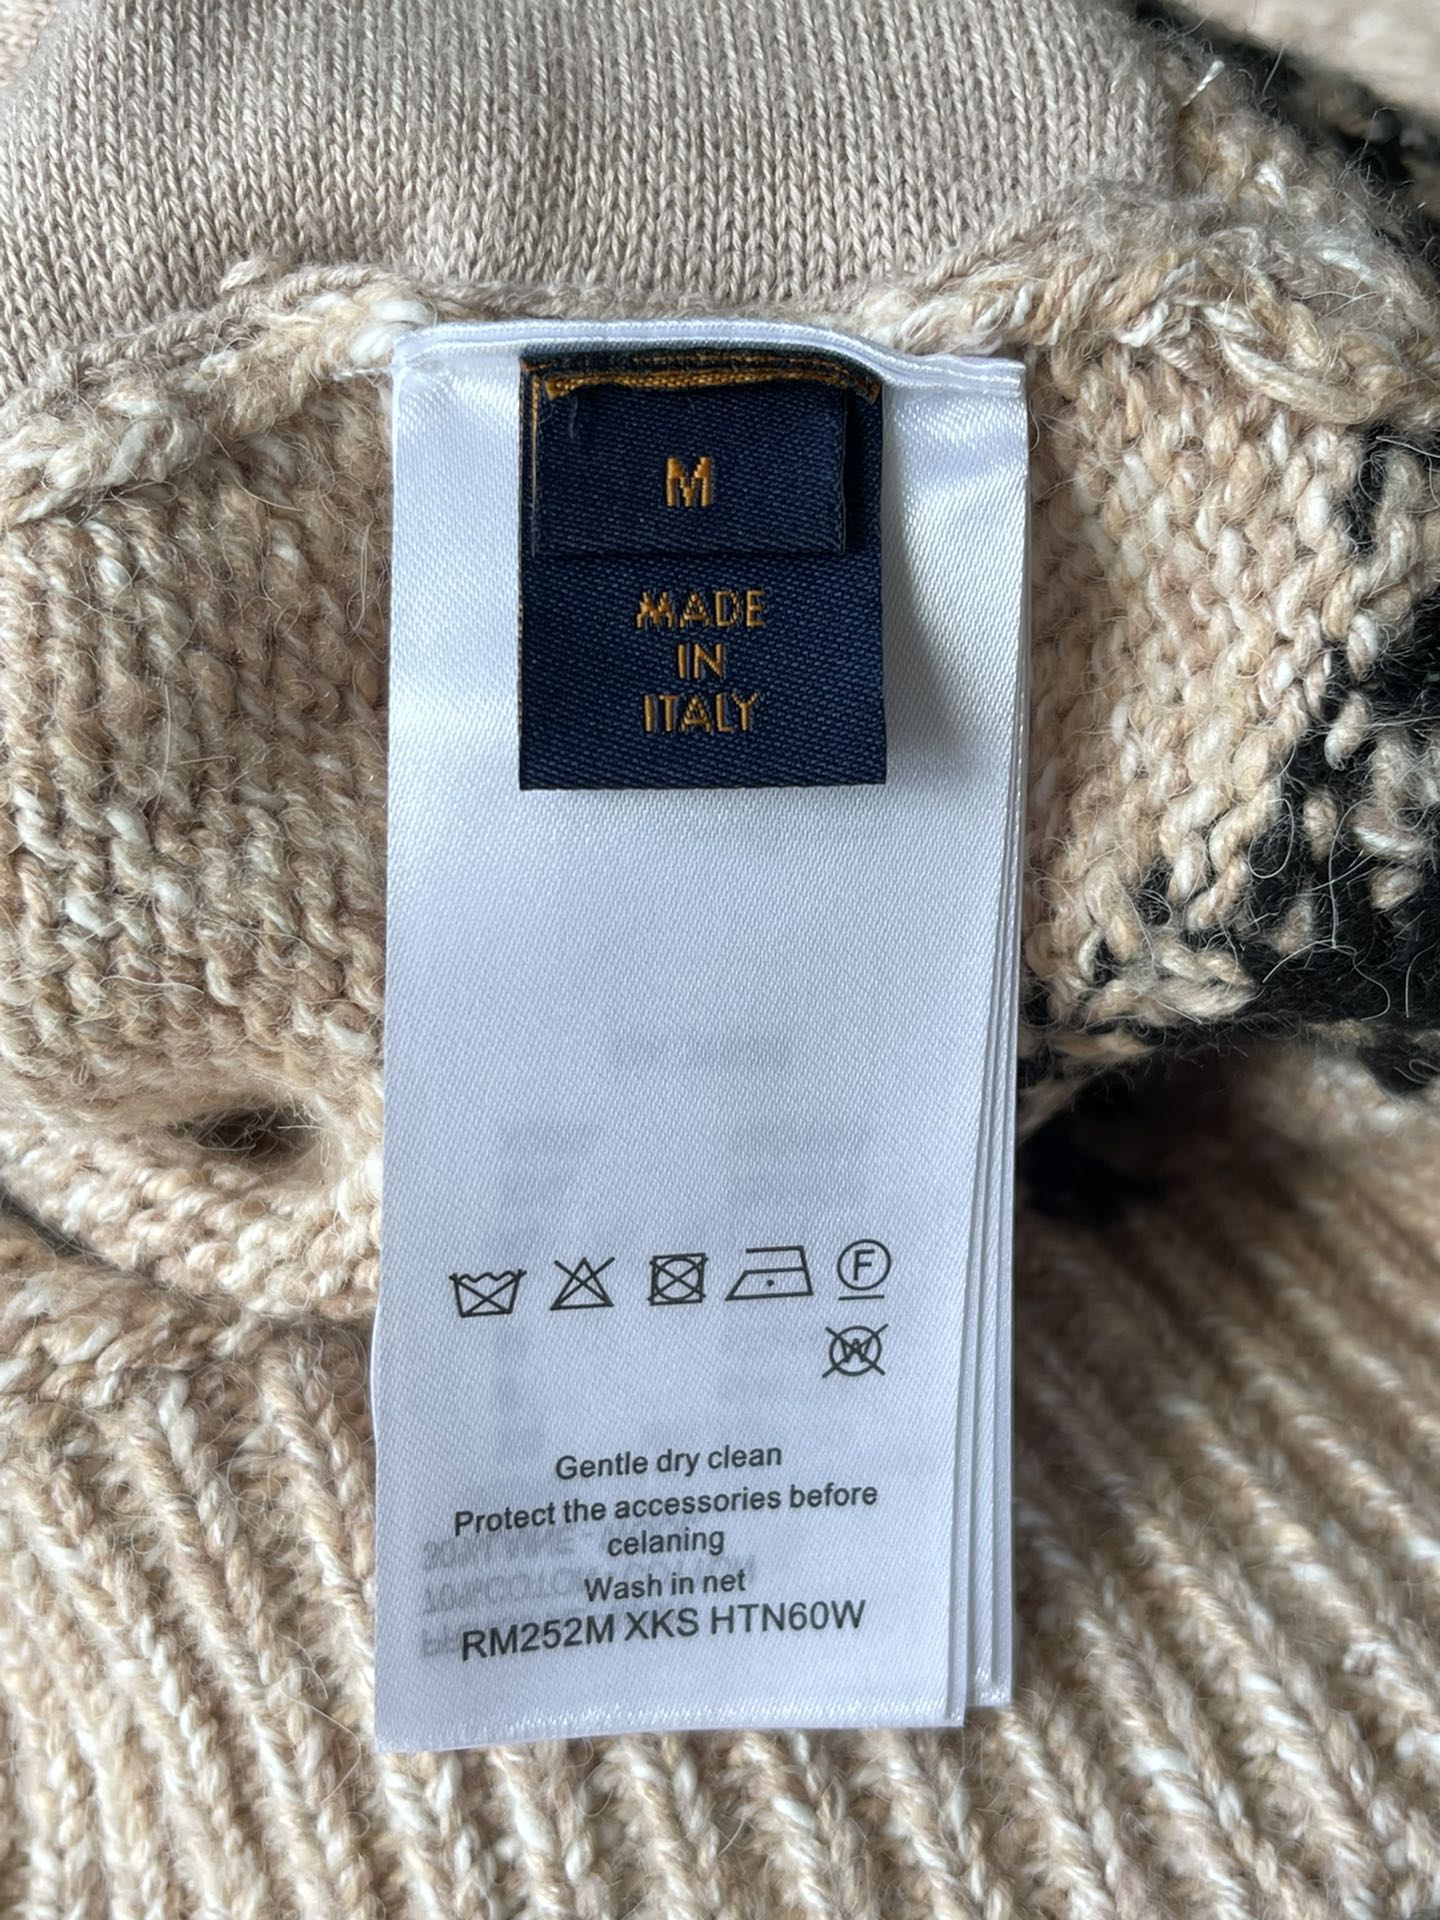 M
MADE
IN
ITALY
F
W
Gentle dry clean
Protect the accessories before
celaning
Wash in net
RM252M XKS HTN60W